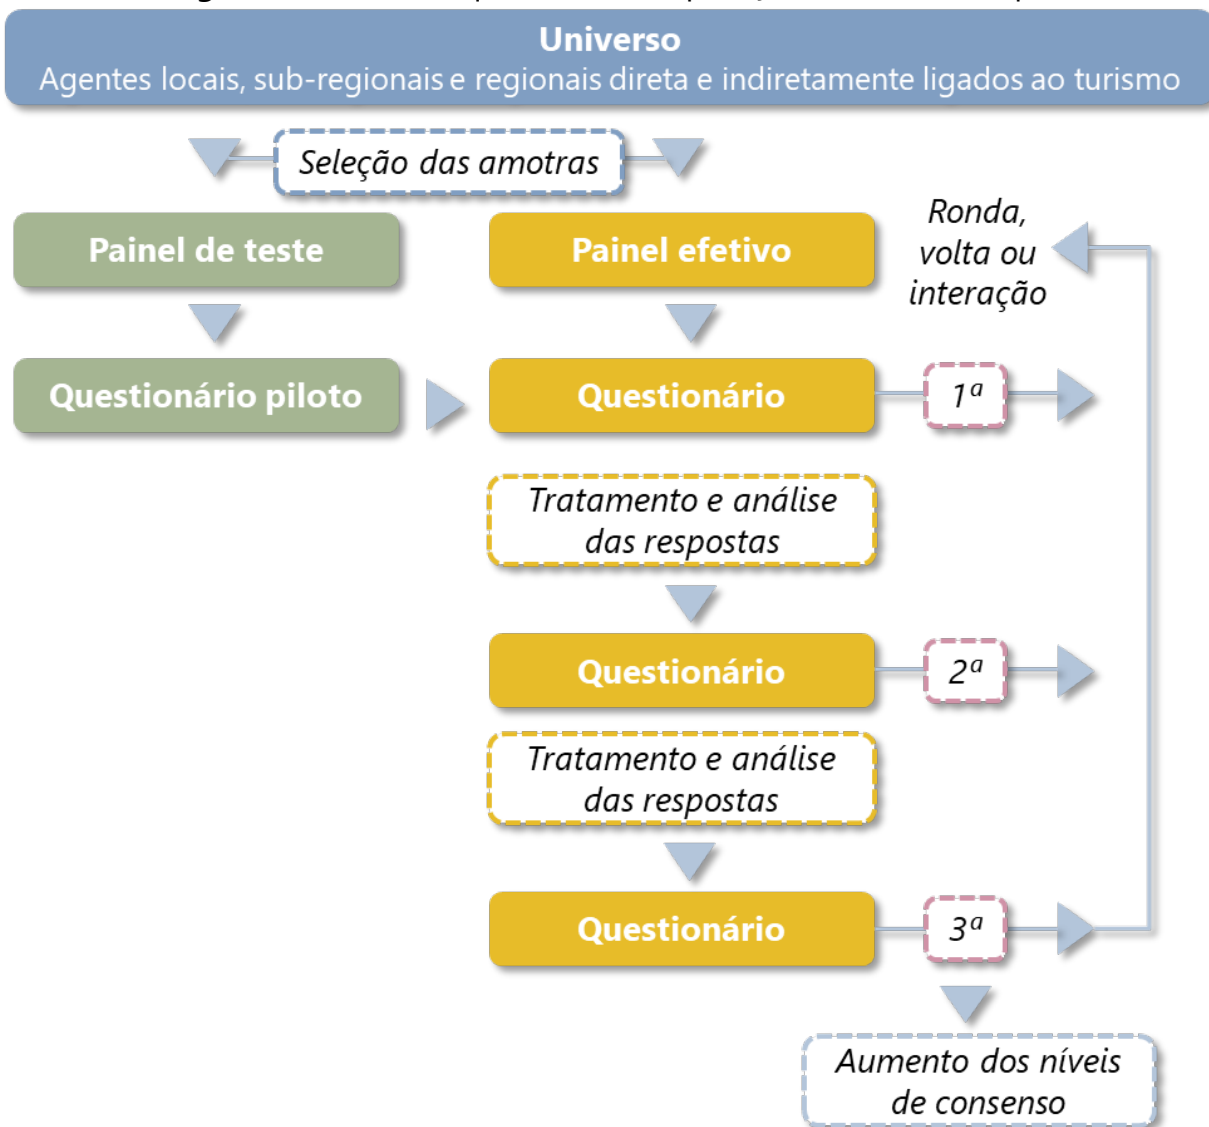 Universo
Agentes locais, sub-regionais e regionais direta e indiretamente ligados ao turismo
Seleção das amotras
Painel de teste
Painel efetivo
Ronda,
volta ou
interação
Questionário piloto
Questionário
1ª
Tratamento e análise
das respostas
Questionário
2ª
Tratamento e análise
das respostas
Questionário
3ª
Aumento dos níveis
de consenso